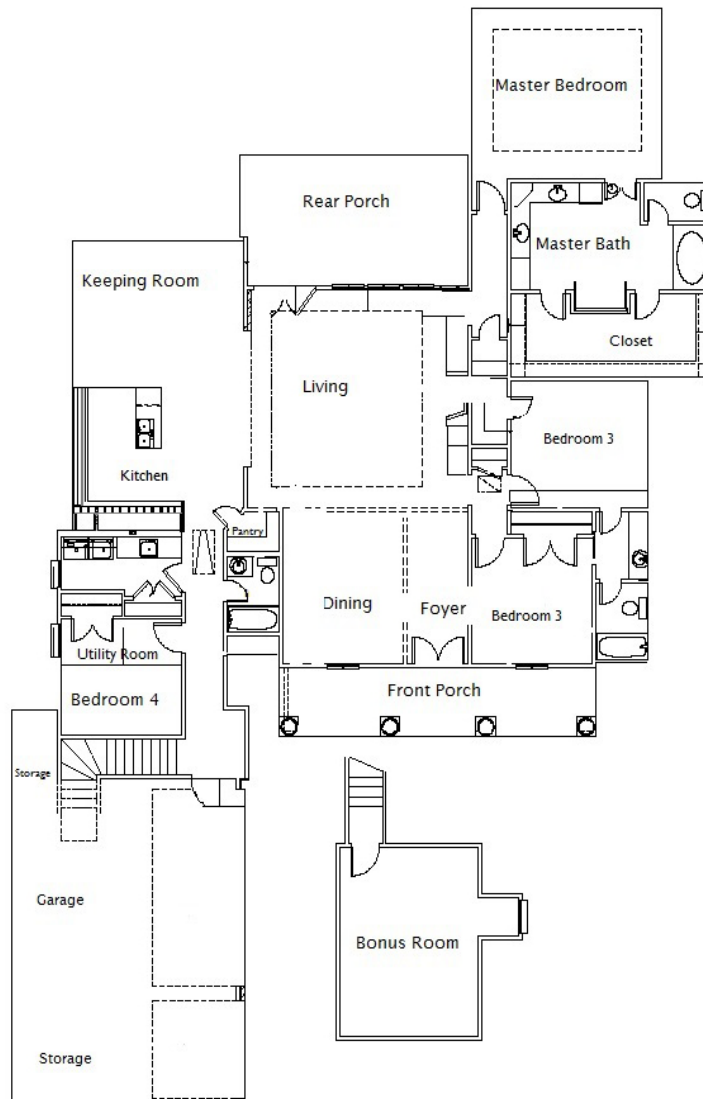 Master Bedroom
Rear Porch
Master Bath
Keeping Room
Closet
Living
Bedroom 3
Kitchen
Pantry
Dining
Foyer
Bedroom 3
Utility Room
Bedroom 4
Front Porch
Storage
Garage
Bonus Room
Storage